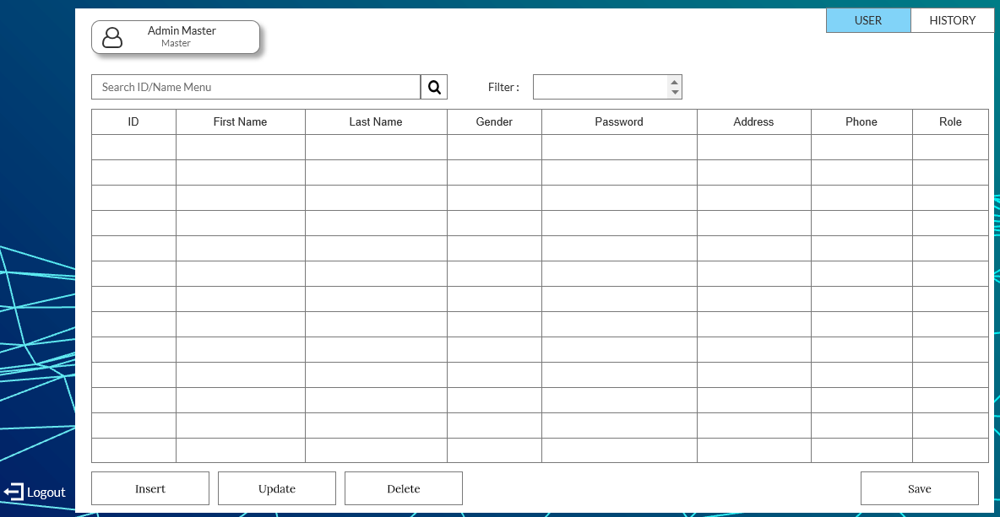 USER
HISTORY
Admin Master
Master
Search ID/Name Menu
Filter :
ID First Name Last Name Gender Password Address Phone Role
Insert Update Delete Save
Logout